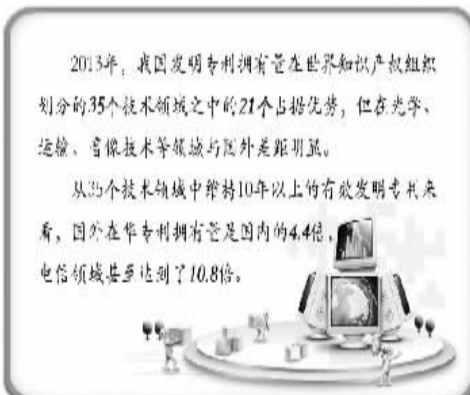 2013年，我国发明专利拥有量在世界知识产权组织
划分的35个技术领域之中的21个占据优势，但在光学、
运输、音像技术等领域与国外差距明显。
从35个技术领域中维持10年以上的有效发明专利来
看，国外在华专利拥有量是国内的4.4倍，
电信领域甚至达到了10.8倍。